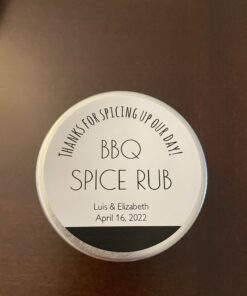 THANKS FOR SPICING UP OUR DAY!
BBQ
SPICE RUB
Luis & Elizabeth
April 16, 2022